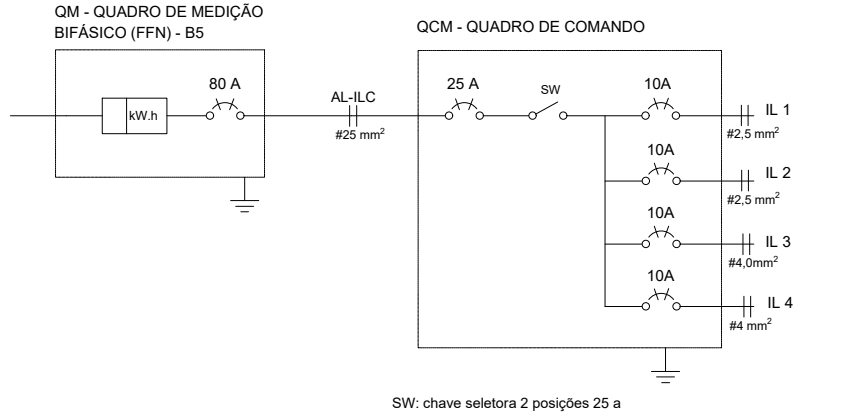 QM - QUADRO DE MEDIÇÃO
BIFÁSICO (FFN) - B5
QCM - QUADRO DE COMANDO
80 A
kW.h
AL-ILC
#25 mm²
25 A
SW
10A
IL 1
#2,5 mm²
10A
IL 2
#2,5 mm²
10A
IL 3
#4,0mm²
10A
IL 4
#4 mm²
SW: chave seletora 2 posições 25 a